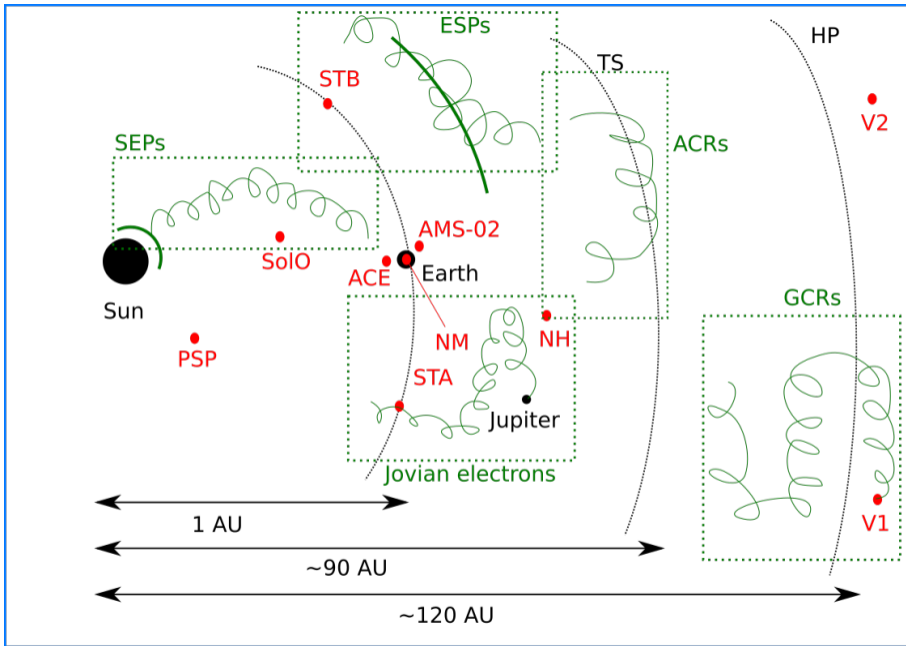 ESPs
HP
TS
STB
V2
SEPs
ACRs
AMS-02
SolO
ACE
Earth
Sun
GCRs
NM
NH
PSP
STA
Jupiter
Jovian electrons
V1
1 AU
~90 AU
~120 AU